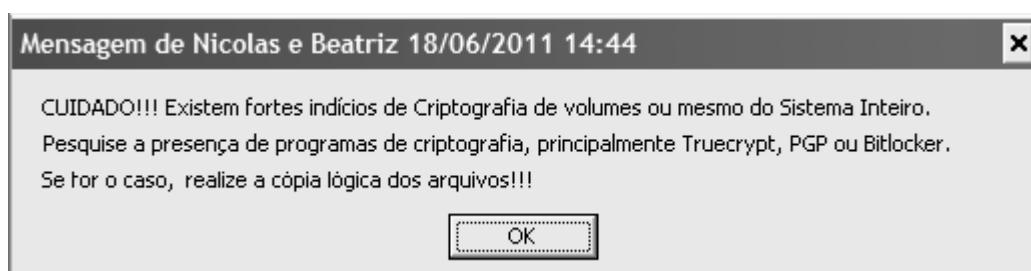 Mensagem de Nicolas e Beatriz 18/06/2011 14:44
CUIDADO!!! Existem fortes indícios de Criptografia de volumes ou mesmo do Sistema Inteiro.
Pesquise a presença de programas de criptografia, principalmente Truecrypt, PGP ou Bitlocker.
Se for o caso, realize a cópia lógica dos arquivos!!!
OK